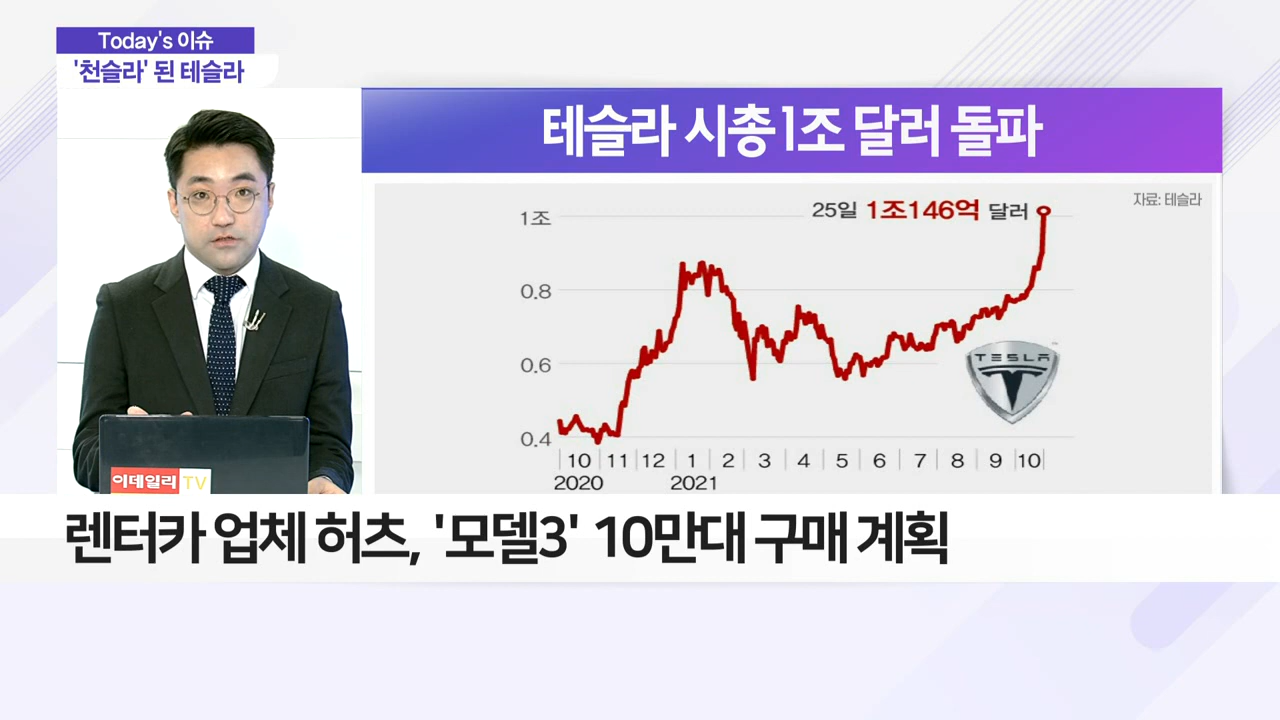 Today's 이슈
'천슬라' 된 테슬라
테슬라 시총 1조 달러 돌파
자료: 테슬라
25일 1조146억 달러
1조
0.8
0.6
0.4
TESLA
10 11 12 1 2 3 4 5 6 7 8 9 10
2020 2021
이데일리 TV
렌터카 업체 허츠, '모델3' 10만대 구매 계획